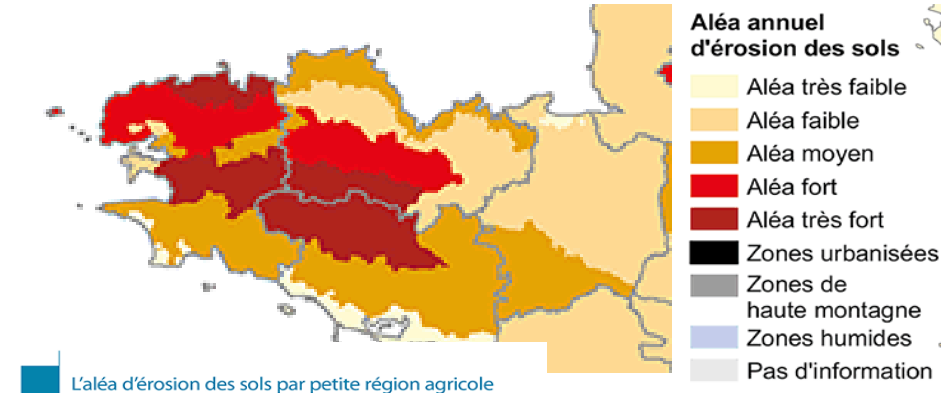 Aléa annuel
d'érosion des sols
Aléa très faible
Aléa faible
Aléa moyen
Aléa fort
Aléa très fort
Zones urbanisées
Zones de
haute montagne
Zones humides
Pas d'information
L'aléa d'érosion des sols par petite région agricole